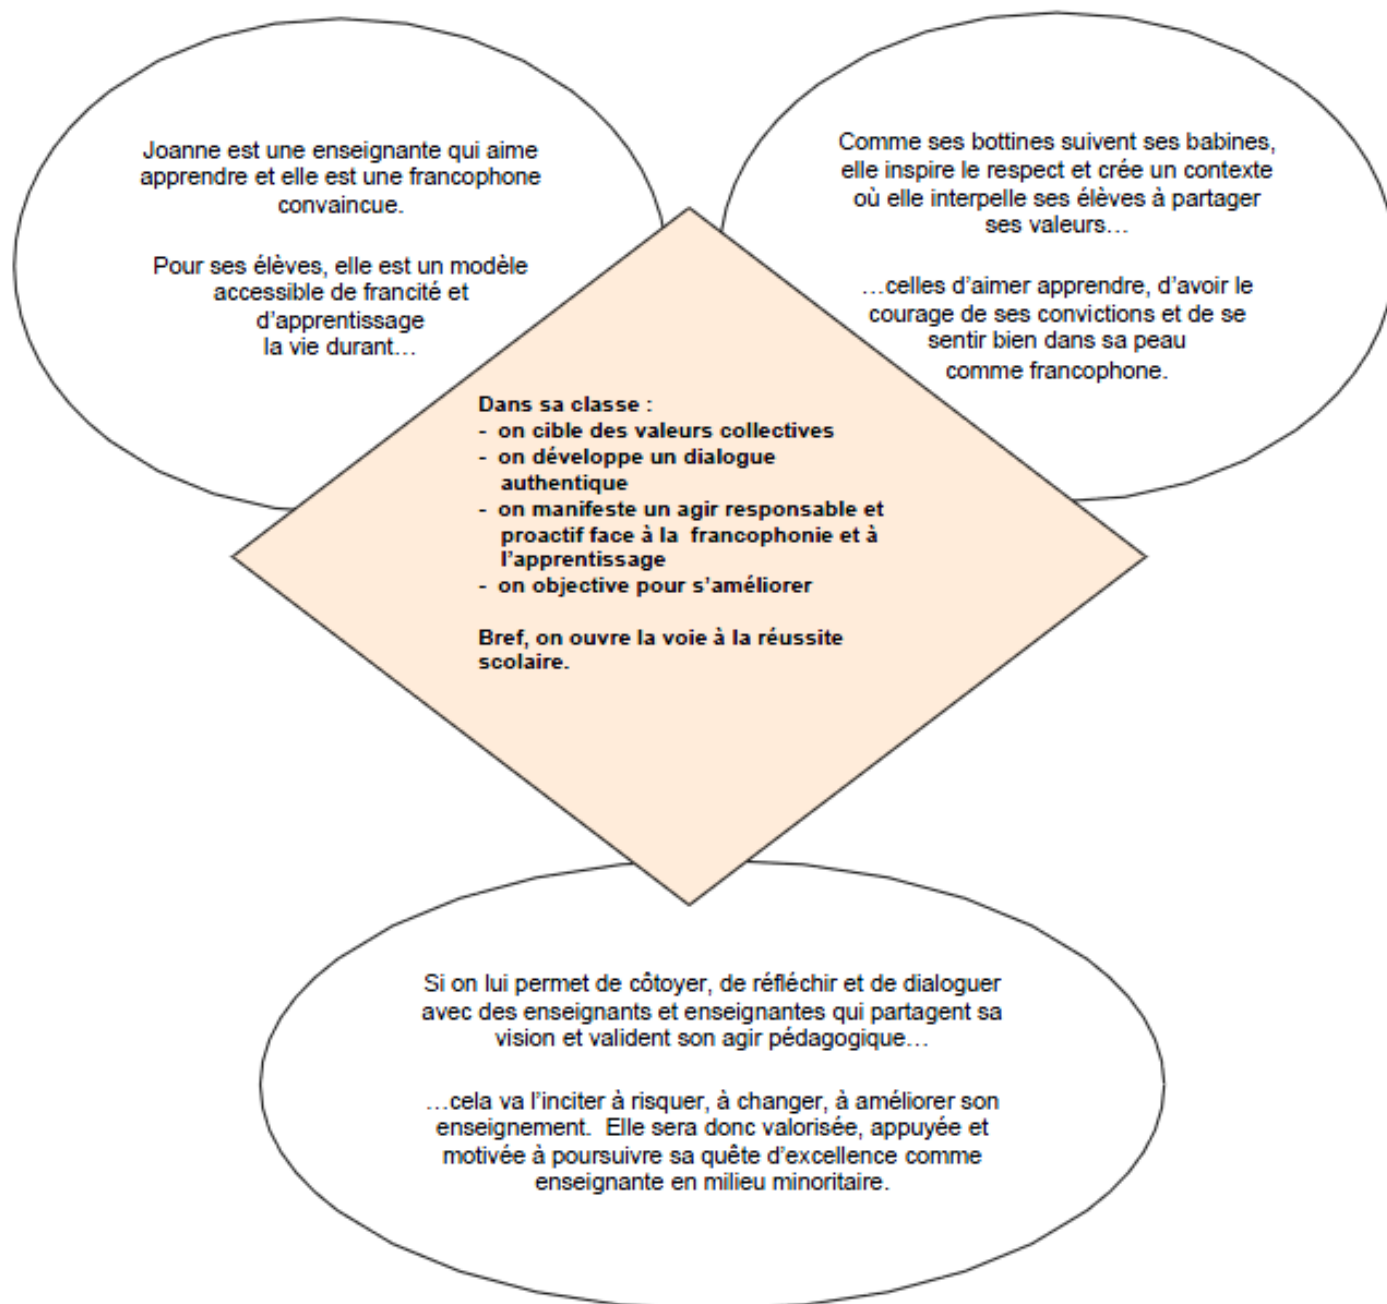 Joanne est une enseignante qui aime
apprendre et elle est une francophone
convaincue.
Pour ses élèves, elle est un modèle
accessible de francité et
d’apprentissage
la vie durant…
Comme ses bottines suivent ses babines,
elle inspire le respect et crée un contexte
où elle interpelle ses élèves à partager
ses valeurs…
…celles d’aimer apprendre, d’avoir le
courage de ses convictions et de se
sentir bien dans sa peau
comme francophone.
Dans sa classe :
- on cible des valeurs collectives
- on développe un dialogue
authentique
- on manifeste un agir responsable et
proactif face à la francophonie et à
l’apprentissage
- on objective pour s’améliorer
Bref, on ouvre la voie à la réussite
scolaire.
Si on lui permet de côtoyer, de réfléchir et de dialoguer
avec des enseignants et enseignantes qui partagent sa
vision et valident son agir pédagogique…
…cela va l’inciter à risquer, à changer, à améliorer son
enseignement. Elle sera donc valorisée, appuyée et
motivée à poursuivre sa quête d’excellence comme
enseignante en milieu minoritaire.